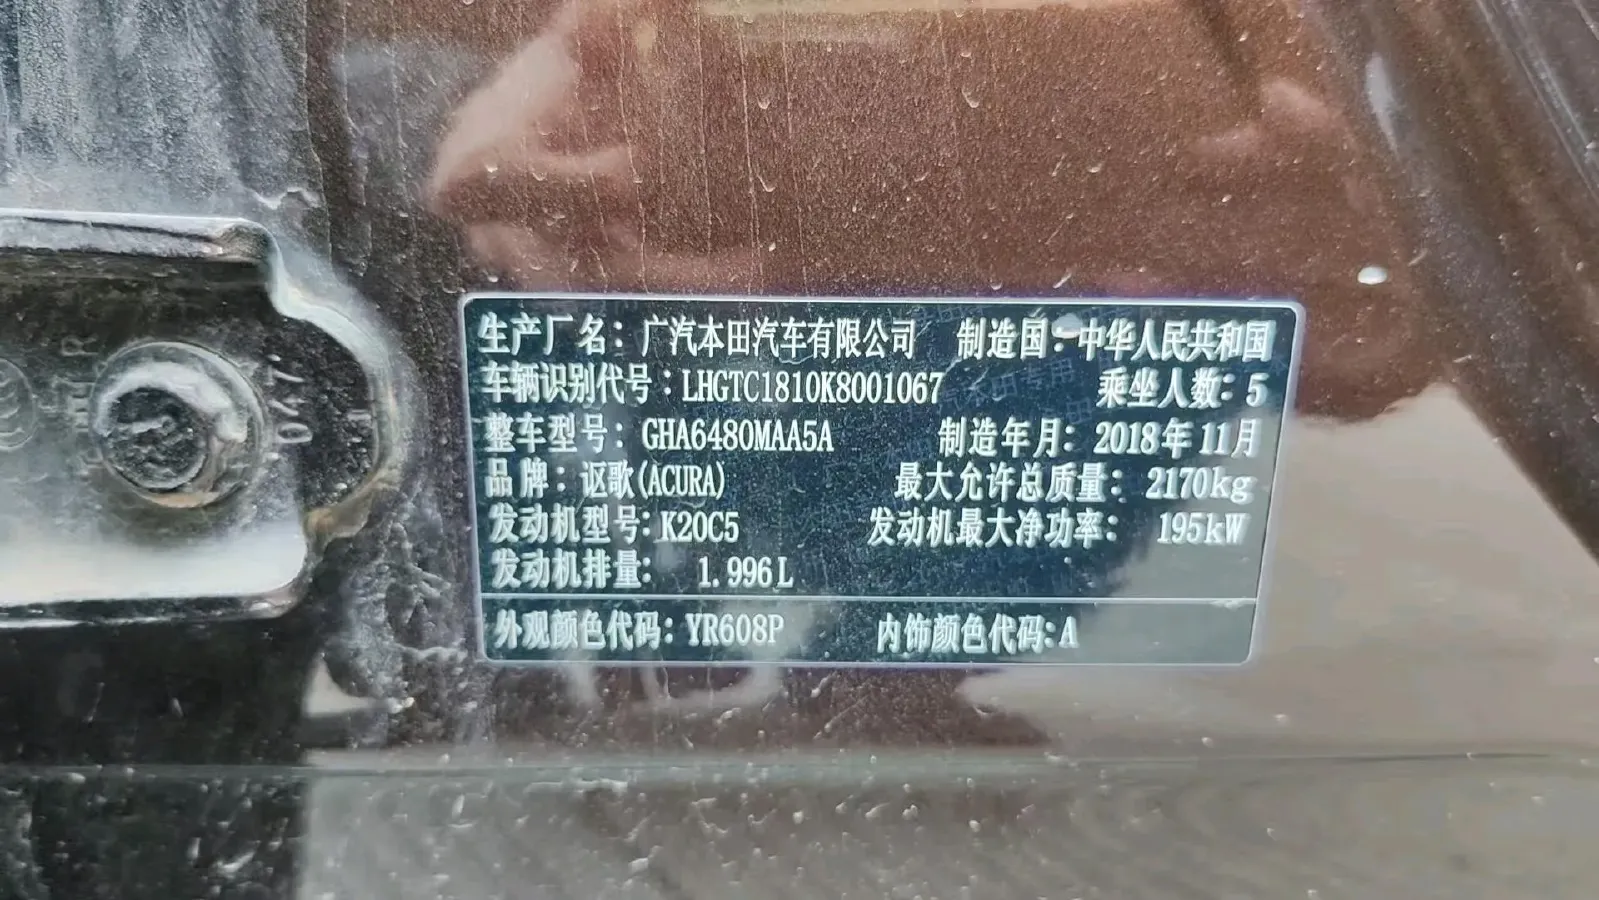 生产厂名：广汽本田汽车有限公司 制造国：中华人民共和国
车辆识别代号：LHGTC1810K8001067 乘坐人数：5
整车型号：GHA6480MAA5A 制造年月：2018年11月
品牌：讴歌(ACURA) 最大允许总质量：2170kg
发动机型号：K20C5 发动机最大净功率：195kW
发动机排量：1.996L
外观颜色代码：YR608P 内饰颜色代码：A